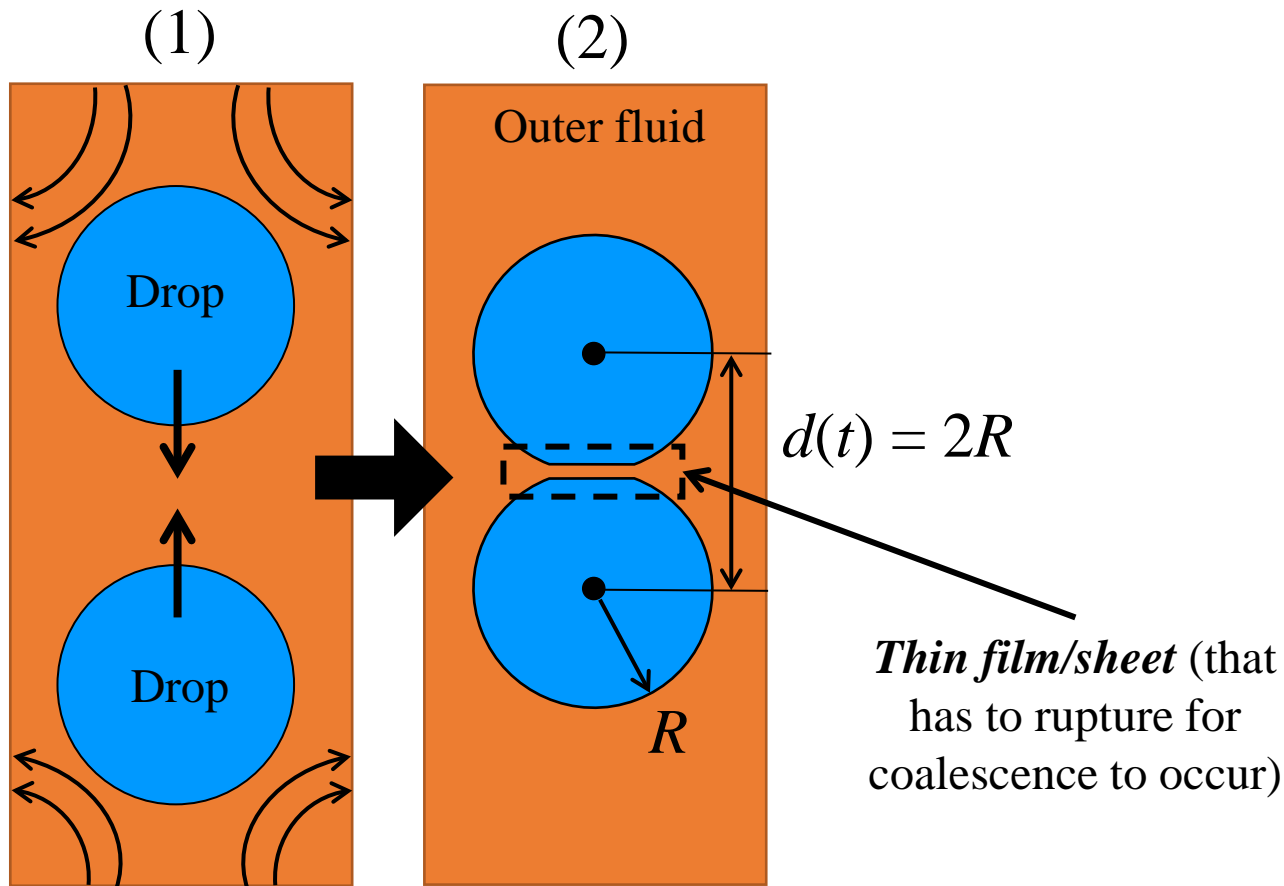 (1)
(2)
Outer fluid
Drop
Drop
d(t) = 2R
R
Thin film/sheet (that
has to rupture for
coalescence to occur)